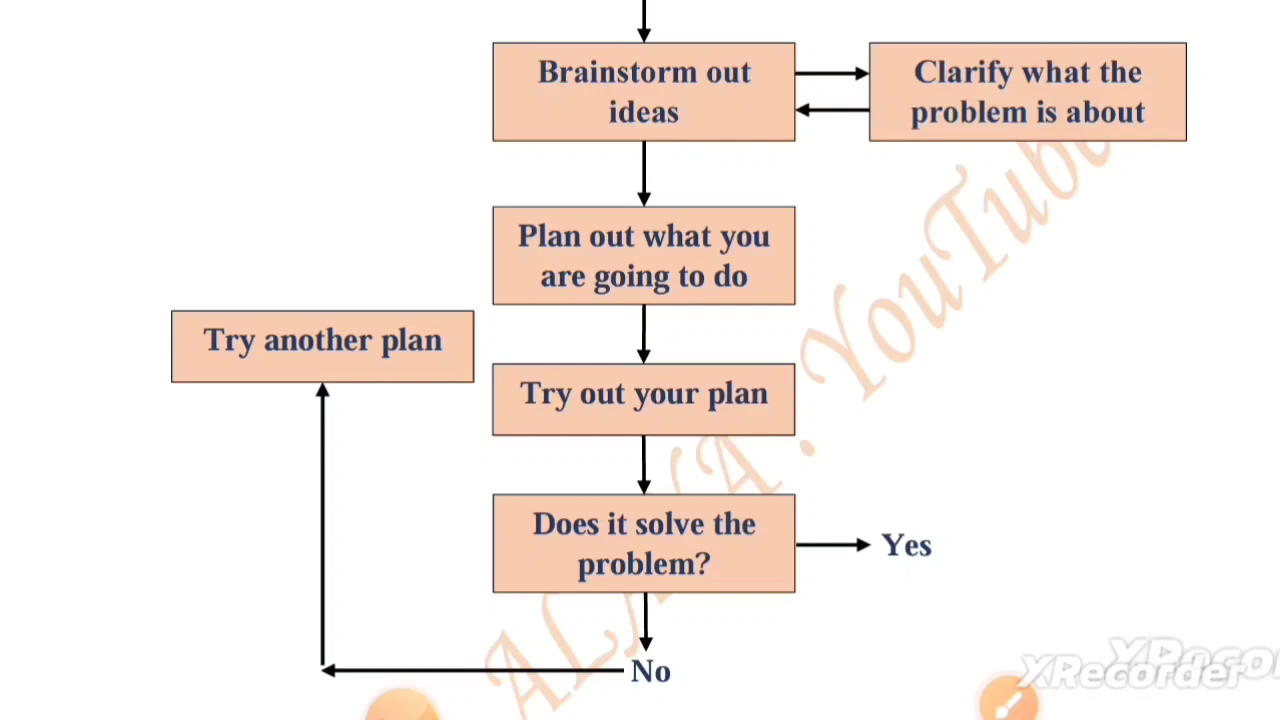 Brainstorm out
ideas
Clarify what the
problem is about
Plan out what you
are going to do
Try another plan
Try out your plan
Does it solve the
problem?
Yes
No
YouTube
XRecorder